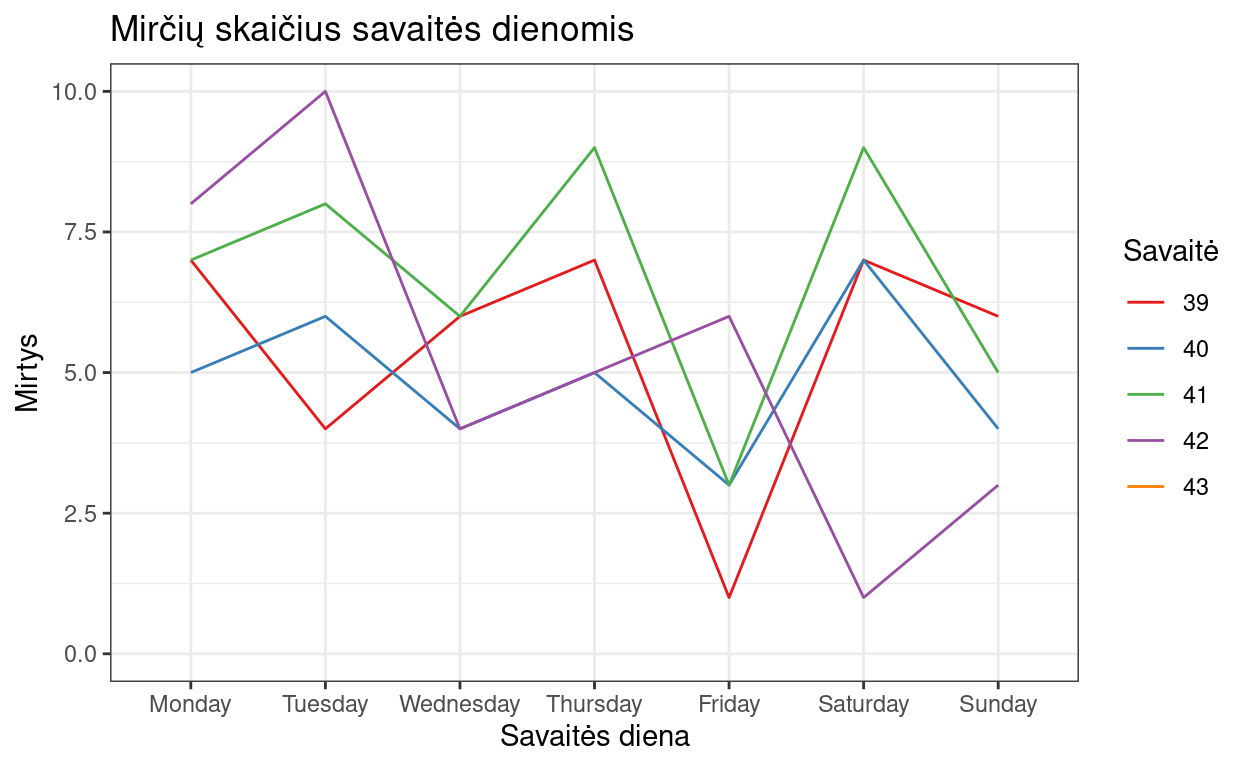 Mirčių skaičius savaitės dienomis
10.0
7.5
5.0
2.5
0.0
Mirtys
Monday Tuesday Wednesday Thursday Friday Saturday Sunday
Savaitės diena
Savaitė
39
40
41
42
43